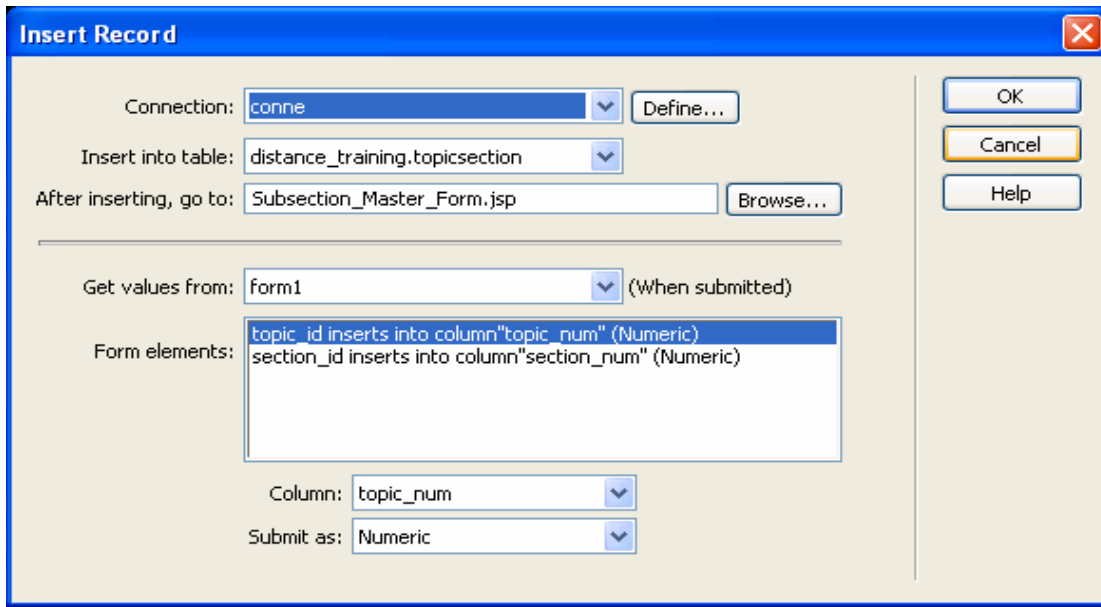 Insert Record
Connection: conne Define... OK
Insert into table: distance_training.topicsection Cancel
After inserting, go to: Subsection_Master_Form.jsp Browse... Help
Get values from: form1 (When submitted)
Form elements: topic_id inserts into column"topic_num" (Numeric)
section_id inserts into column"section_num" (Numeric)
Column: topic_num
Submit as: Numeric